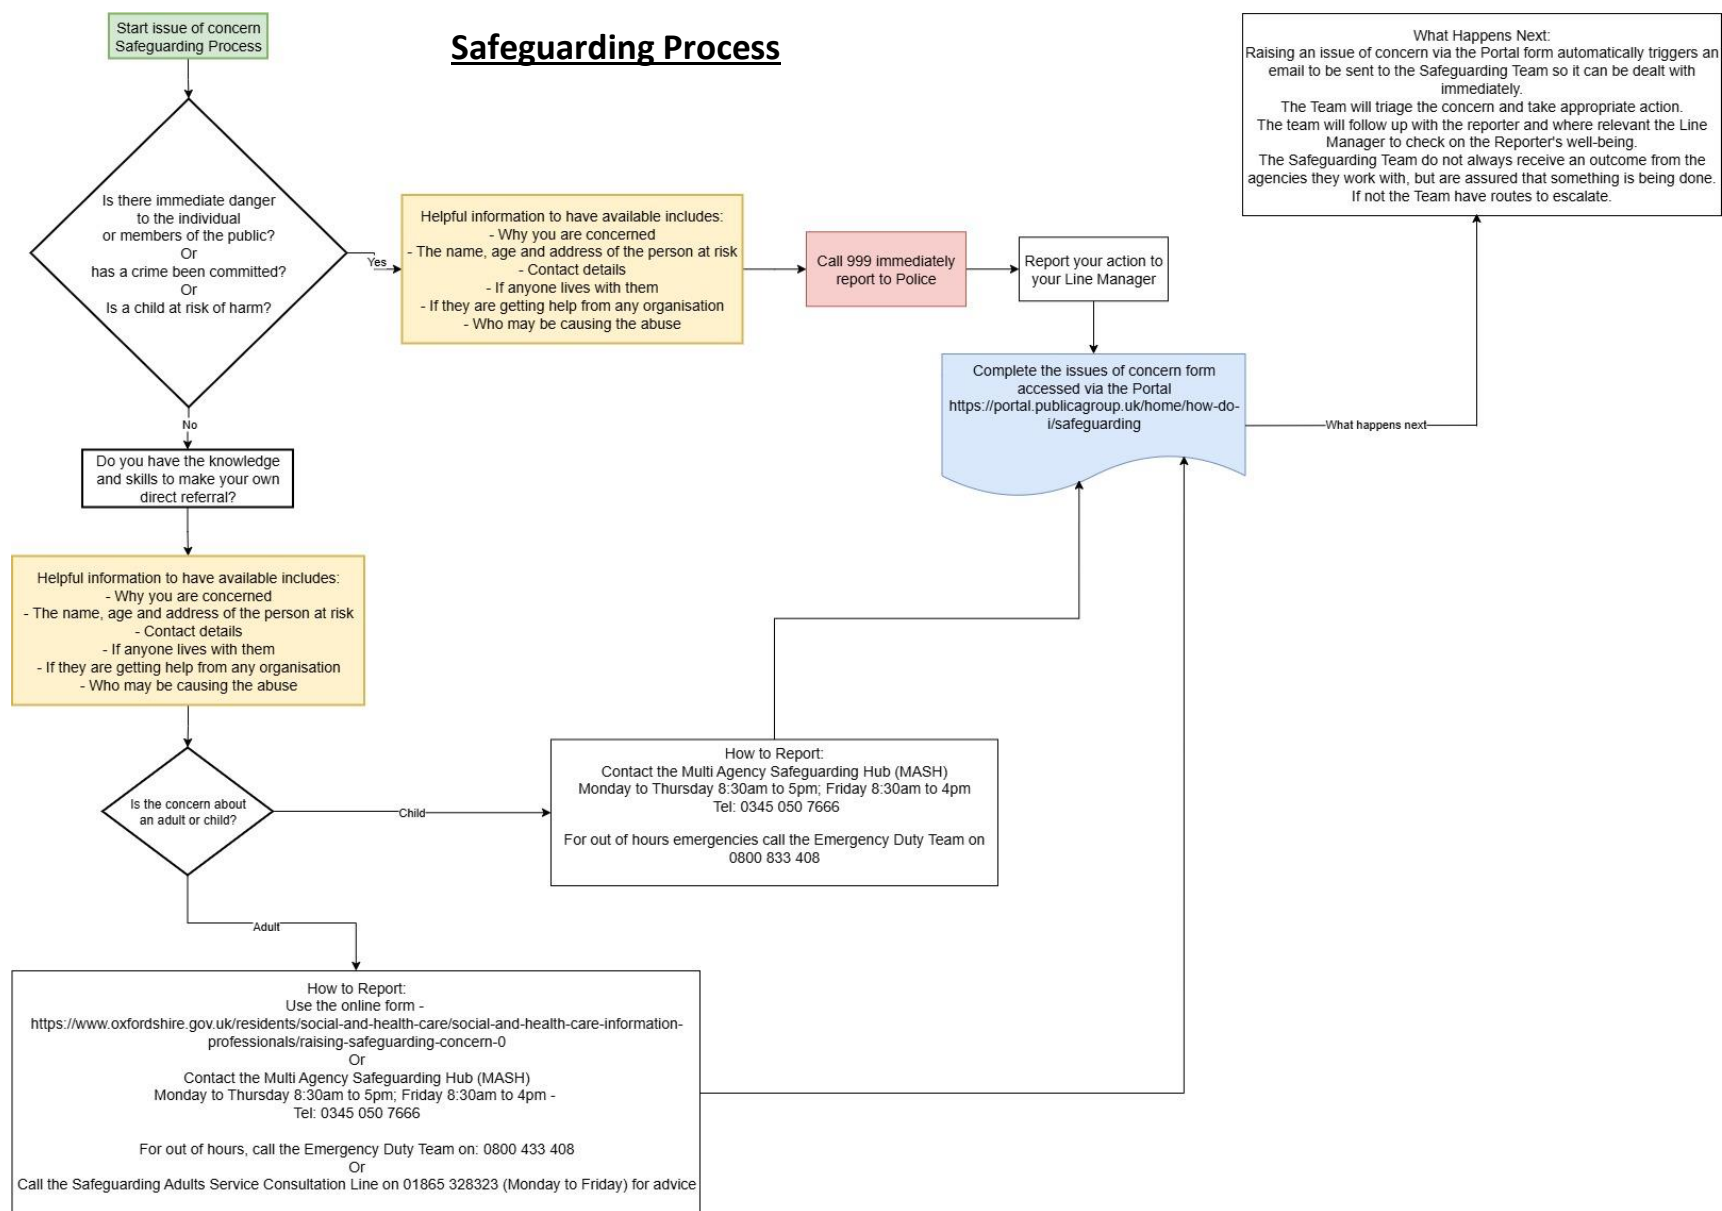 Safeguarding Process
Start issue of concern
Safeguarding Process
Is there immediate danger
to the individual
or members of the public?
Or
has a crime been committed?
Or
Is a child at risk of harm?
Yes
Helpful information to have available includes:
- Why you are concerned
- The name, age and address of the person at risk
- Contact details
- If anyone lives with them
- If they are getting help from any organisation
- Who may be causing the abuse
Call 999 immediately
report to Police
Report your action to
your Line Manager
Complete the issues of concern form
accessed via the Portal
https://portal.publicagroup.uk/home/how-do-
i/safeguarding
What happens next
What Happens Next:
Raising an issue of concern via the Portal form automatically triggers an
email to be sent to the Safeguarding Team so it can be dealt with
immediately.
The Team will triage the concern and take appropriate action.
The team will follow up with the reporter and where relevant the Line
Manager to check on the Reporter's well-being.
The Safeguarding Team do not always receive an outcome from the
agencies they work with, but are assured that something is being done.
If not the Team have routes to escalate.
No
Do you have the knowledge
and skills to make your own
direct referral?
Helpful information to have available includes:
- Why you are concerned
- The name, age and address of the person at risk
- Contact details
- If anyone lives with them
- If they are getting help from any organisation
- Who may be causing the abuse
Is the concern about
an adult or child?
Child
How to Report:
Contact the Multi Agency Safeguarding Hub (MASH)
Monday to Thursday 8:30am to 5pm; Friday 8:30am to 4pm
Tel: 0345 050 7666
For out of hours emergencies call the Emergency Duty Team on
0800 833 408
Adult
How to Report:
Use the online form -
https://www.oxfordshire.gov.uk/residents/social-and-health-care/social-and-health-care-information-
professionals/raising-safeguarding-concern-0
Or
Contact the Multi Agency Safeguarding Hub (MASH)
Monday to Thursday 8:30am to 5pm; Friday 8:30am to 4pm -
Tel: 0345 050 7666
For out of hours, call the Emergency Duty Team on: 0800 433 408
Or
Call the Safeguarding Adults Service Consultation Line on 01865 328323 (Monday to Friday) for advice